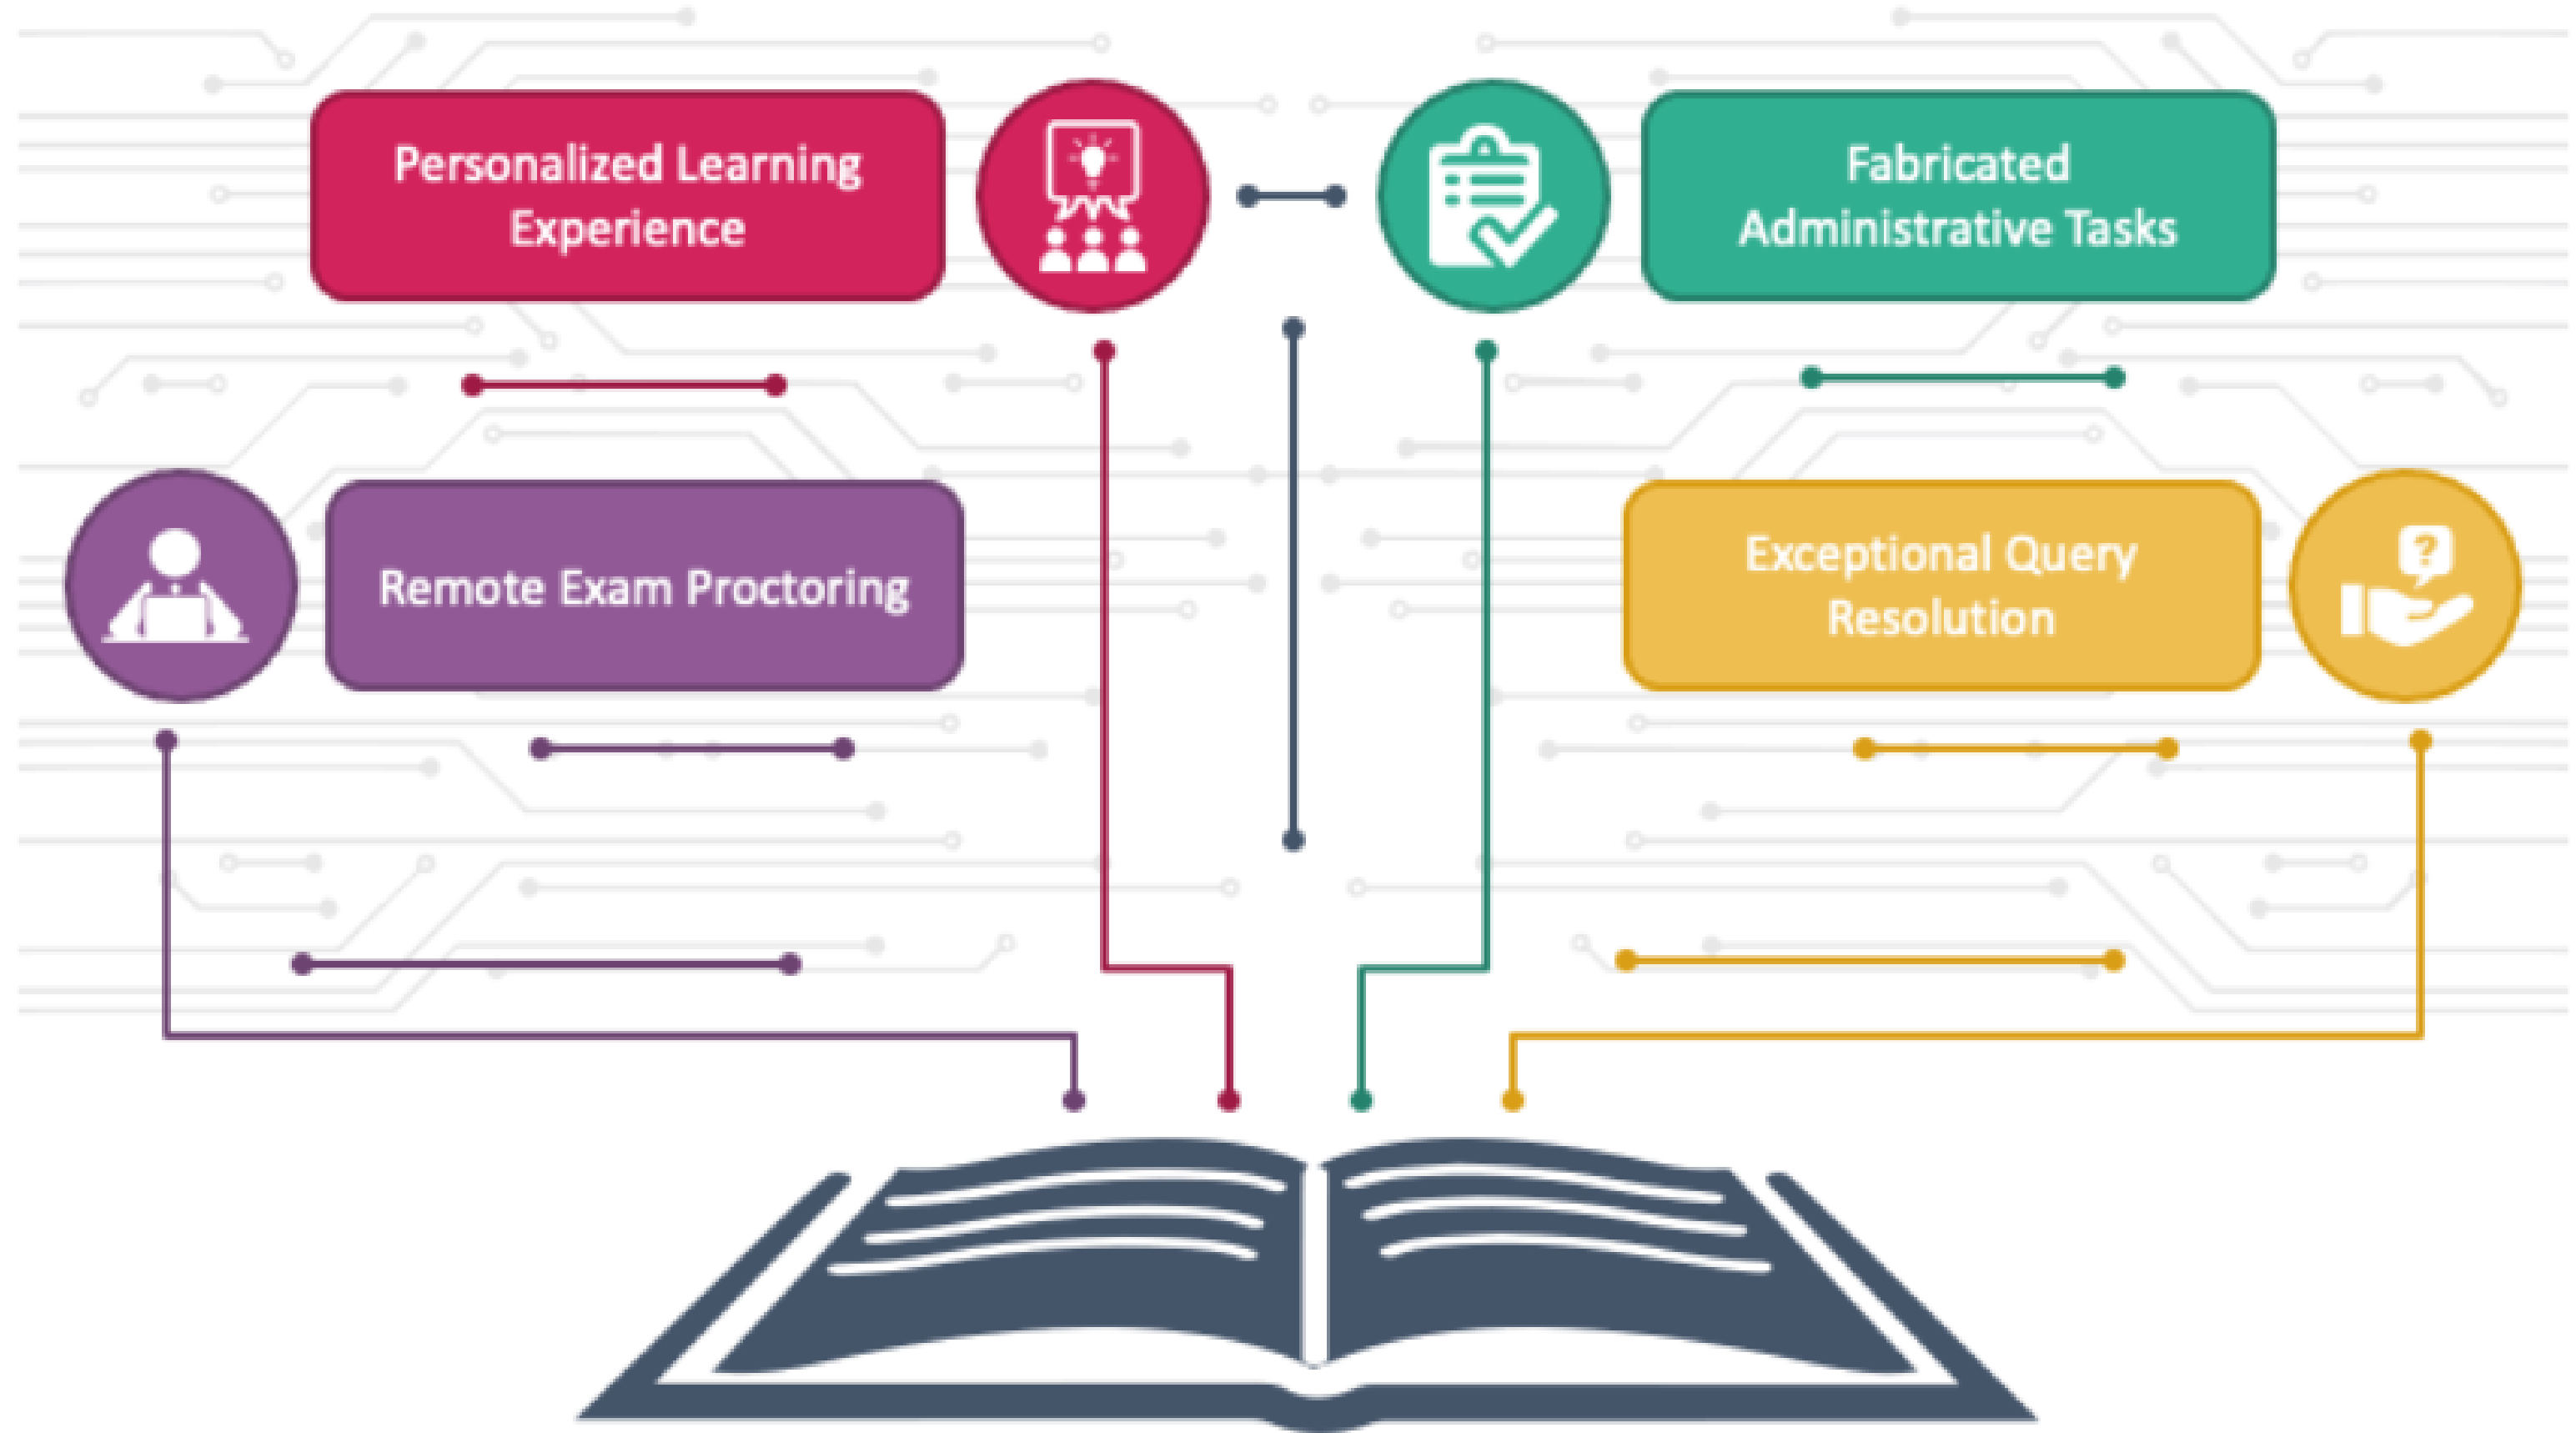 Personalized Learning
Experience
Fabricated
Administrative Tasks
Remote Exam Proctoring
Exceptional Query
Resolution
?